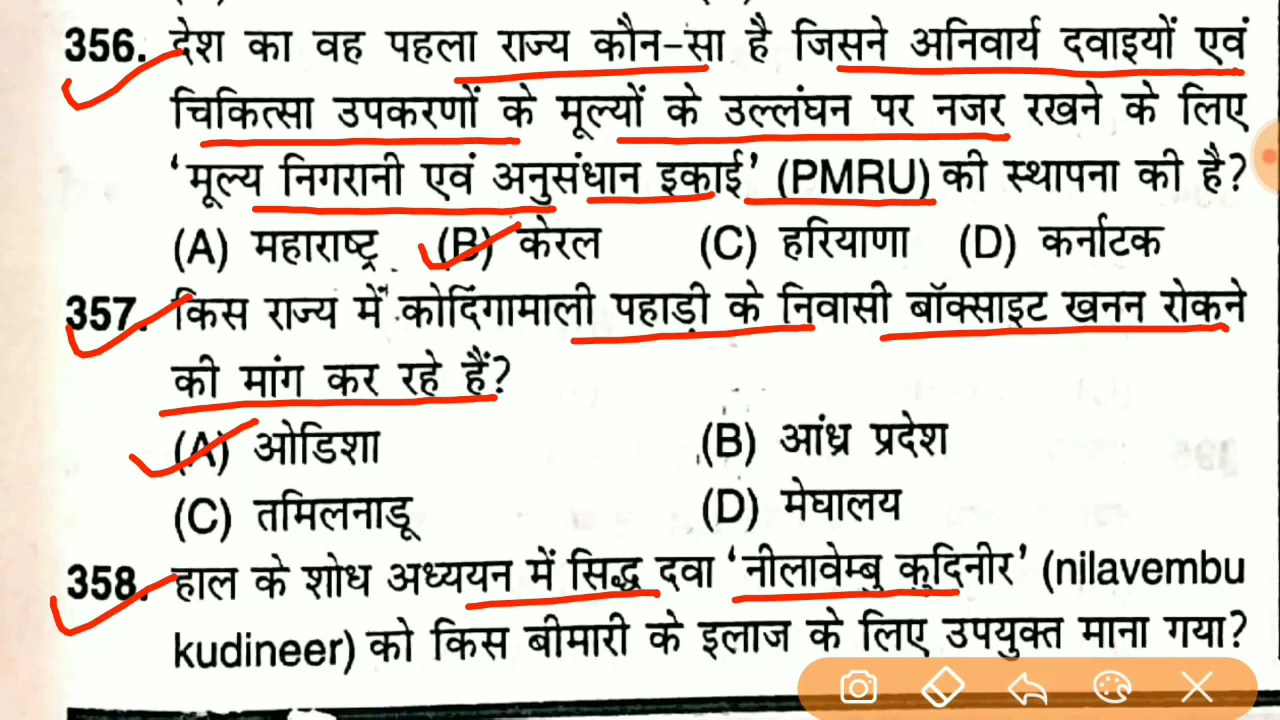 356. देश का वह पहला राज्य कौन-सा है जिसने अनिवार्य दवाइयों एवं
चिकित्सा उपकरणों के मूल्यों के उल्लंघन पर नजर रखने के लिए
‘मूल्य निगरानी एवं अनुसंधान इकाई’ (PMRU) की स्थापना की है?
(A) महाराष्ट्र (B) केरल (C) हरियाणा (D) कर्नाटक
357. किस राज्य में कोदिंगामाली पहाड़ी के निवासी बॉक्साइट खनन रोकने
की मांग कर रहे हैं?
(A) ओडिशा (B) आंध्र प्रदेश
(C) तमिलनाडू (D) मेघालय
358. हाल के शोध अध्ययन में सिद्ध दवा ‘नीलावेम्बु कुदिनीर’ (nilavembu
kudineer) को किस बीमारी के इलाज के लिए उपयुक्त माना गया?